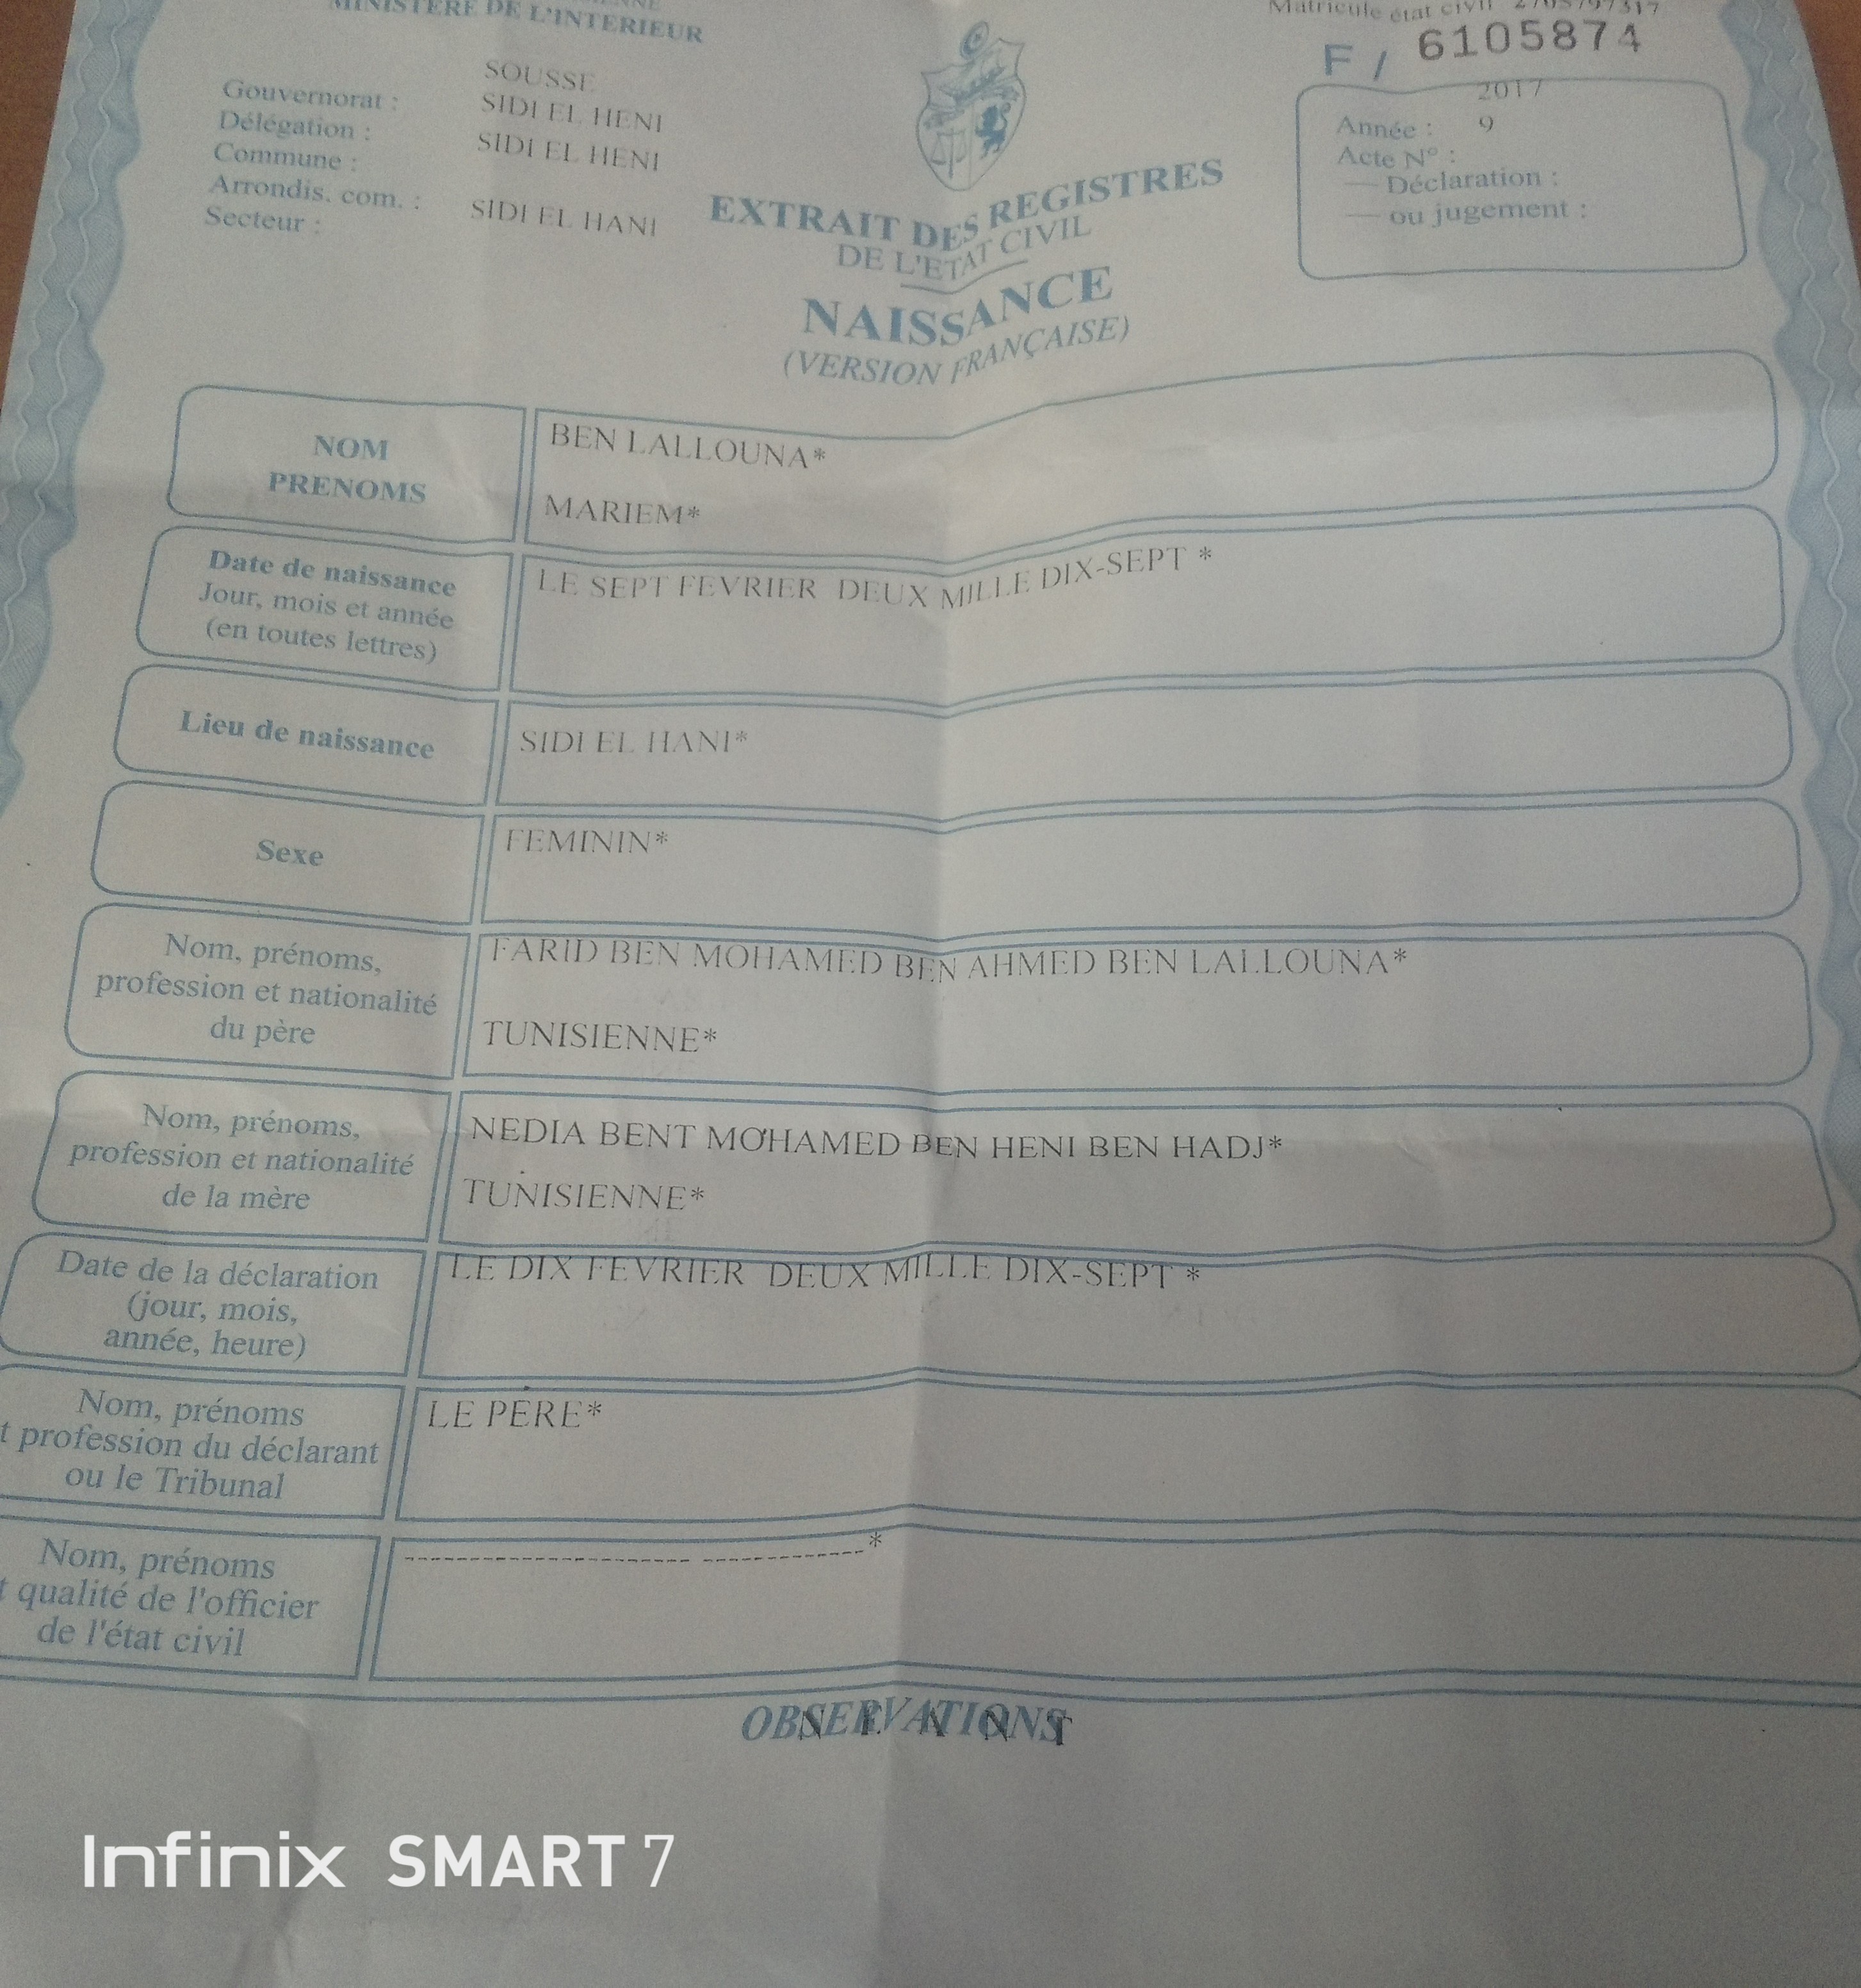 MINISTERE DE L'INTERIEUR
Matricule état civil
F / 6105874
Gouvernorat : SOUSSE
Délégation : SIDI EL HENI
Commune : SIDI EL HENI
Arrondis. com. :
Secteur : SIDI EL HANI
2017
Année : 9
Acte N° :
— Déclaration :
— ou jugement :
EXTRAIT DES REGISTRES
DE L'ETAT CIVIL
NAISSANCE
(VERSION FRANÇAISE)
NOM
PRENOMS
BEN LALLOUNA*
MARIEM*
Date de naissance
Jour, mois et année
(en toutes lettres)
LE SEPT FEVRIER DEUX MILLE DIX-SEPT *
Lieu de naissance
SIDI EL HANI*
Sexe
FEMININ*
Nom, prénoms,
profession et nationalité
du père
FARID BEN MOHAMED BEN AHMED BEN LALLOUNA*
TUNISIENNE*
Nom, prénoms,
profession et nationalité
de la mère
NEDIA BENT MOHAMED BEN HENI BEN HADJ*
TUNISIENNE*
Date de la déclaration
(jour, mois,
année, heure)
LE DIX FEVRIER DEUX MILLE DIX-SEPT *
Nom, prénoms
t profession du déclarant
ou le Tribunal
LE PERE*
Nom, prénoms
t qualité de l'officier
de l'état civil
-------------------- ------------*
OBSERVATIONS
Infinix SMART 7